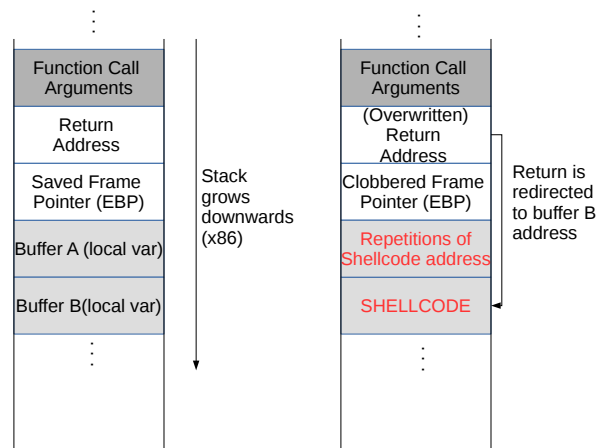 Function Call
Arguments
Return
Address
Saved Frame
Pointer (EBP)
Buffer A (local var)
Buffer B(local var)
Stack
grows
downwards
(x86)
Function Call
Arguments
(Overwritten)
Return
Address
Clobbered Frame
Pointer (EBP)
Repetitions of
Shellcode address
SHELLCODE
Return is
redirected
to buffer B
address